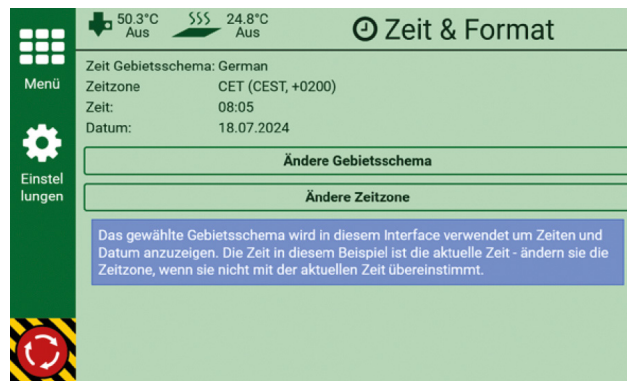 50.3°C
Aus
24.8°C
Aus
Zeit & Format
Menü
Einstel
lungen
Zeit Gebietsschema: German
Zeitzone CET (CEST, +0200)
Zeit: 08:05
Datum: 18.07.2024
Ändere Gebietsschema
Ändere Zeitzone
Das gewählte Gebietsschema wird in diesem Interface verwendet um Zeiten und
Datum anzuzeigen. Die Zeit in diesem Beispiel ist die aktuelle Zeit - ändern sie die
Zeitzone, wenn sie nicht mit der aktuellen Zeit übereinstimmt.